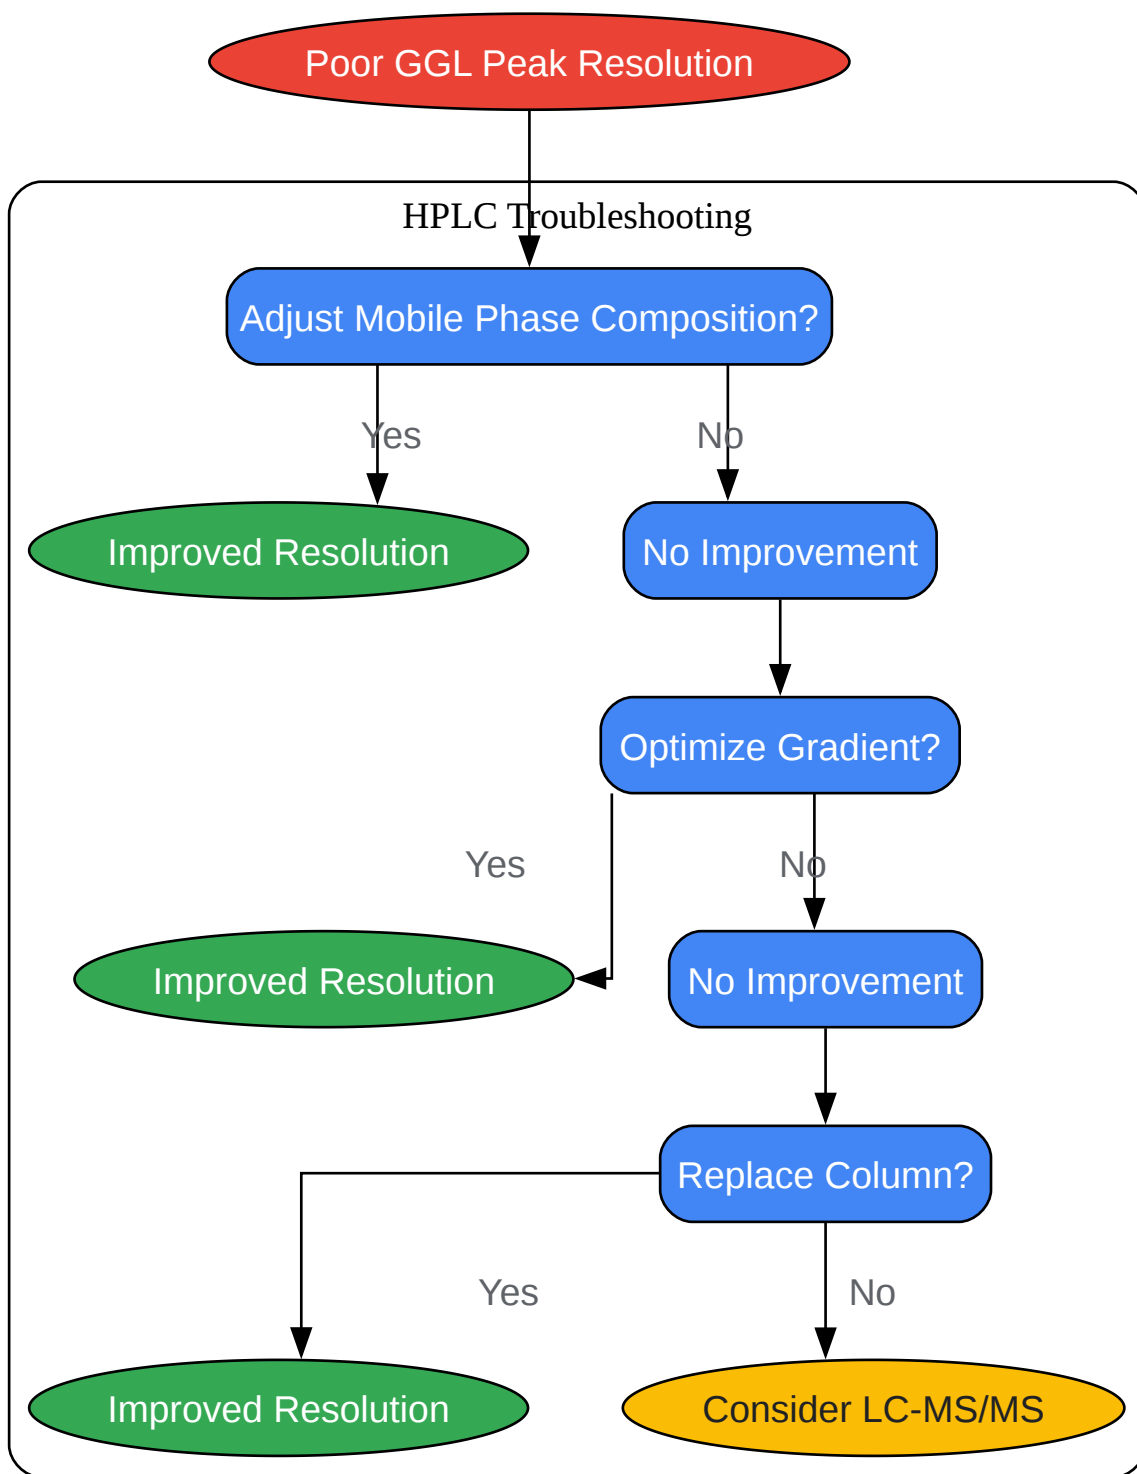 Poor GGL Peak Resolution
HPLC Troubleshooting
Adjust Mobile Phase Composition?
Yes
No
Improved Resolution
No Improvement
Optimize Gradient?
Yes
No
Improved Resolution
No Improvement
Replace Column?
Yes
No
Improved Resolution
Consider LC-MS/MS